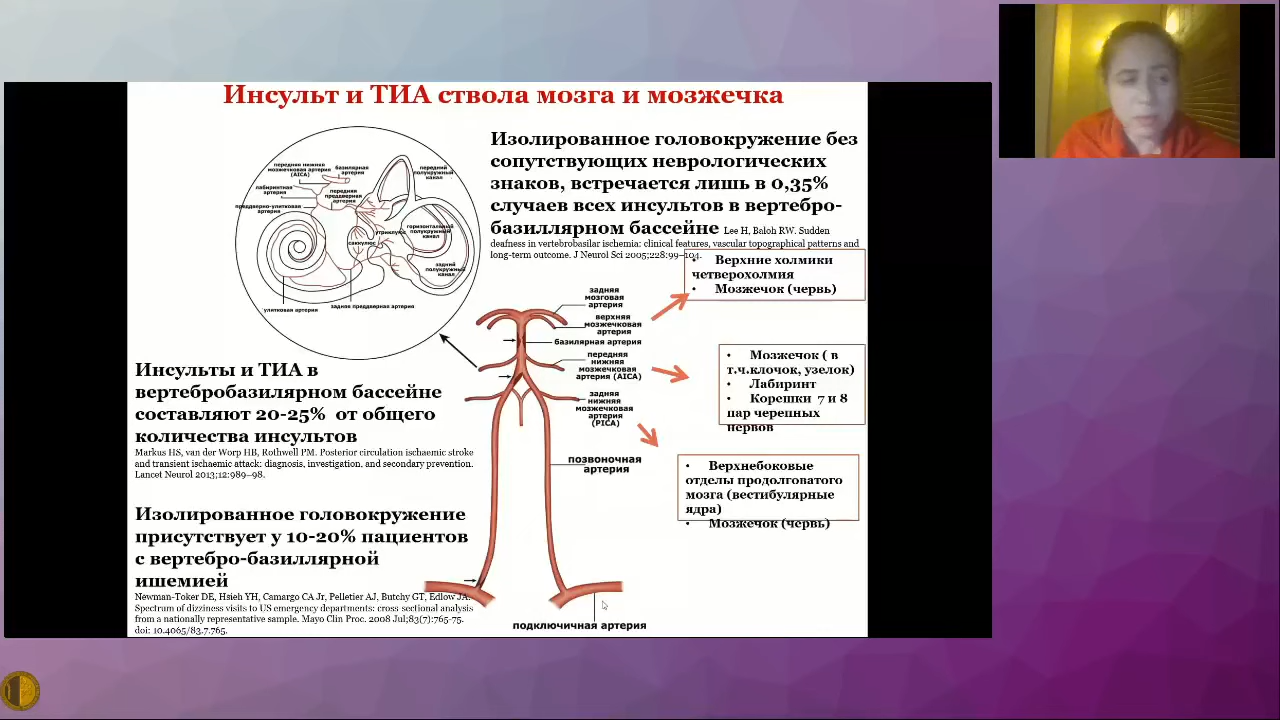 Инсульт и ТИА ствола мозга и мозжечка
передняя нижняя
мозжечковая артерия
(AICA)
базилярная
артерия
передний
полукружный
канал
лабиринтная
артерия
передняя
преддверная
артерия
преддверно-улитковая
артерия
утрикулюс
горизонтальный
полукружный
канал
саккулюс
задний
полукружный
канал
улитковая артерия
задняя преддверная артерия
Изолированное головокружение без
сопутствующих неврологических
знаков, встречается лишь в 0,35%
случаев всех инсультов в вертебро-
базиллярном бассейне Lee H, Baloh RW. Sudden
deafness in vertebrobasilar ischemia: clinical features, vascular topographical patterns and
long-term outcome. J Neurol Sci 2005;228:99–104.
• Верхние холмики
четверохолмия
• Мозжечок (червь)
задняя
мозговая
артерия
верхняя
мозжечковая
артерия
базилярная артерия
передняя
нижняя
мозжечковая
артерия (AICA)
задняя
нижняя
мозжечковая
артерия
(PICA)
позвоночная
артерия
подключичная артерия
• Мозжечок ( в
т.ч.клочок, узелок)
• Лабиринт
• Корешки 7 и 8
пар черепных
нервов
• Верхнебоковые
отделы продолговатого
мозга (вестибулярные
ядра)
• Мозжечок (червь)
Инсульты и ТИА в
вертебробазилярном бассейне
составляют 20-25% от общего
количества инсультов
Markus HS, van der Worp HB, Rothwell PM. Posterior circulation ischaemic stroke
and transient ischaemic attack: diagnosis, investigation, and secondary prevention.
Lancet Neurol 2013;12:989–98.
Изолированное головокружение
присутствует у 10-20% пациентов
с вертебро-базиллярной
ишемией
Newman-Toker DE, Hsieh YH, Camargo CA Jr, Pelletier AJ, Butchy GT, Edlow JA.
Spectrum of dizziness visits to US emergency departments: cross-sectional analysis
from a nationally representative sample. Mayo Clin Proc. 2008 Jul;83(7):765-75.
doi: 10.4065/83.7.765.